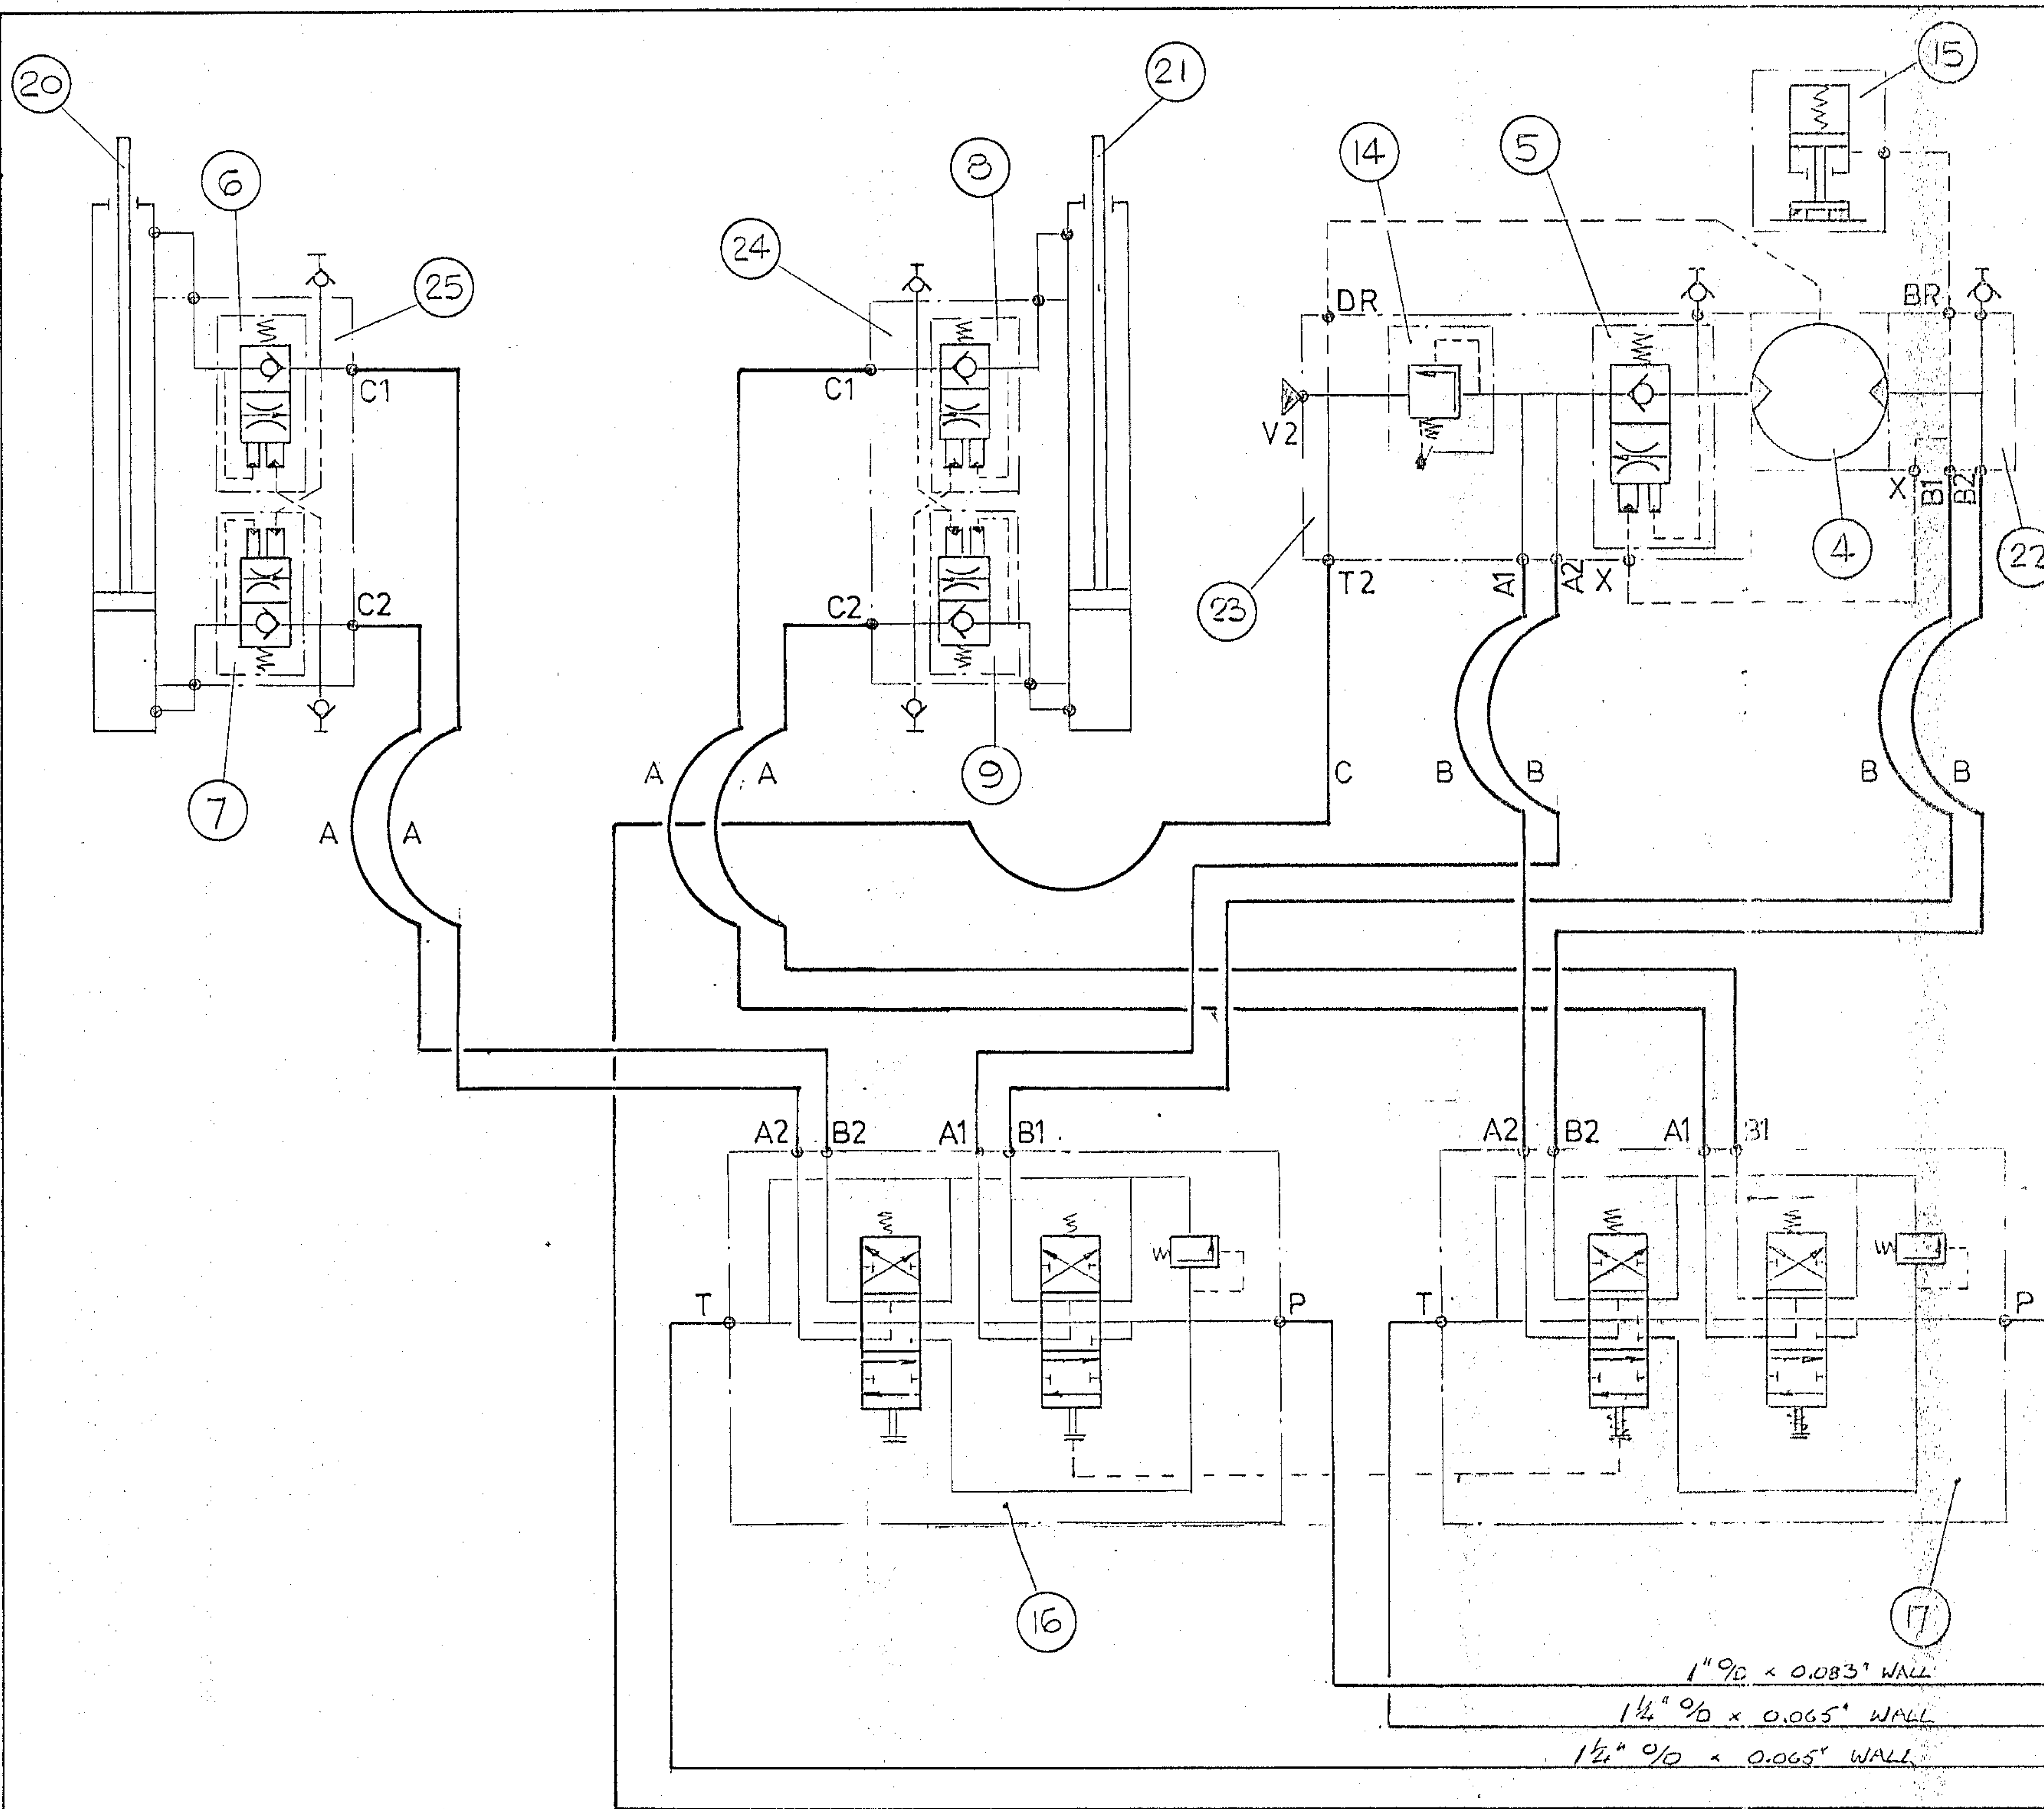 20
21
15
14
5
6
8
24
25
DR
BR
C1
C1
V2
X
B1
B2
4
22
C2
C2
T2
A1
A2
X
23
7
9
A
A
A
A
C
B
B
B
B
A2
B2
A1
B1
A2
B2
A1
B1
T
P
T
P
16
17
1" O/D x 0.083" WALL
1¼" O/D x 0.065" WALL
1¼" O/D x 0.065" WALL